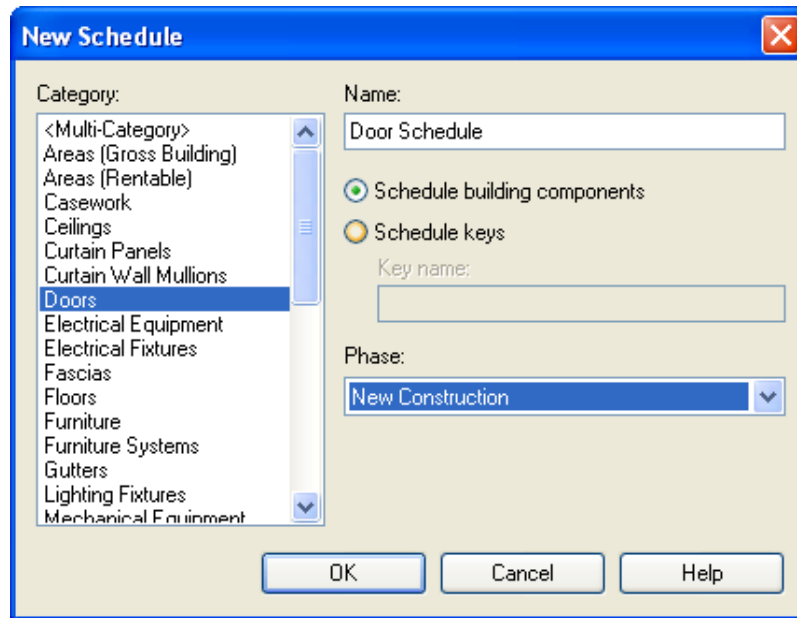 New Schedule
Category:
<Multi-Category>
Areas (Gross Building)
Areas (Rentable)
Casework
Ceilings
Curtain Panels
Curtain Wall Mullions
Doors
Electrical Equipment
Electrical Fixtures
Fascias
Floors
Furniture
Furniture Systems
Gutters
Lighting Fixtures
Mechanical Equipment
Name:
Door Schedule
Schedule building components
Schedule keys
Key name:
Phase:
New Construction
OK Cancel Help